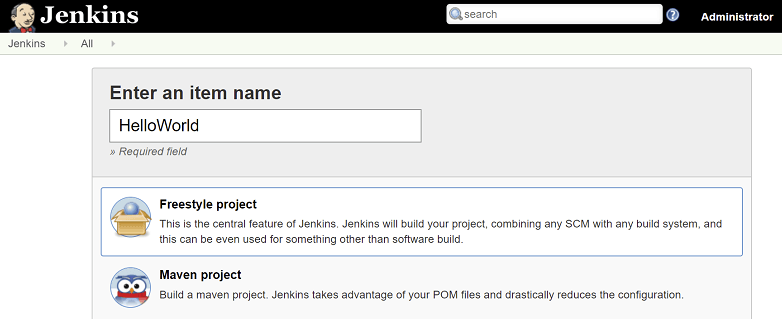 Jenkins
search
Administrator
Jenkins All
Enter an item name
HelloWorld
» Required field
Freestyle project
This is the central feature of Jenkins. Jenkins will build your project, combining any SCM with any build system, and
this can be even used for something other than software build.
Maven project
Build a maven project. Jenkins takes advantage of your POM files and drastically reduces the configuration.